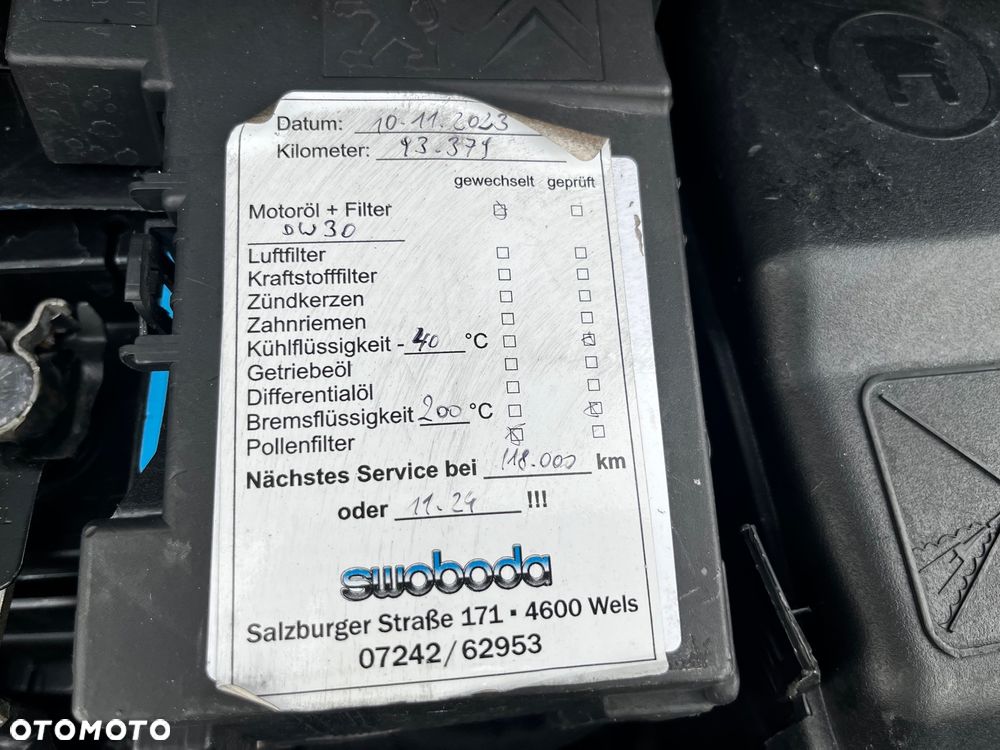 Datum: 10.11.2023
Kilometer: 93.379
gewechselt geprüft
Motoröl + Filter
0W30
Luftfilter
Kraftstofffilter
Zündkerzen
Zahnriemen
Kühlflüssigkeit - 40 °C
Getriebeöl
Differentialöl
Bremsflüssigkeit 200 °C
Pollenfilter
Nächstes Service bei 118.000 km
oder 11.24 !!!
swoboda
Salzburger Straße 171 ▪ 4600 Wels
07242/62953
OTOMOTO